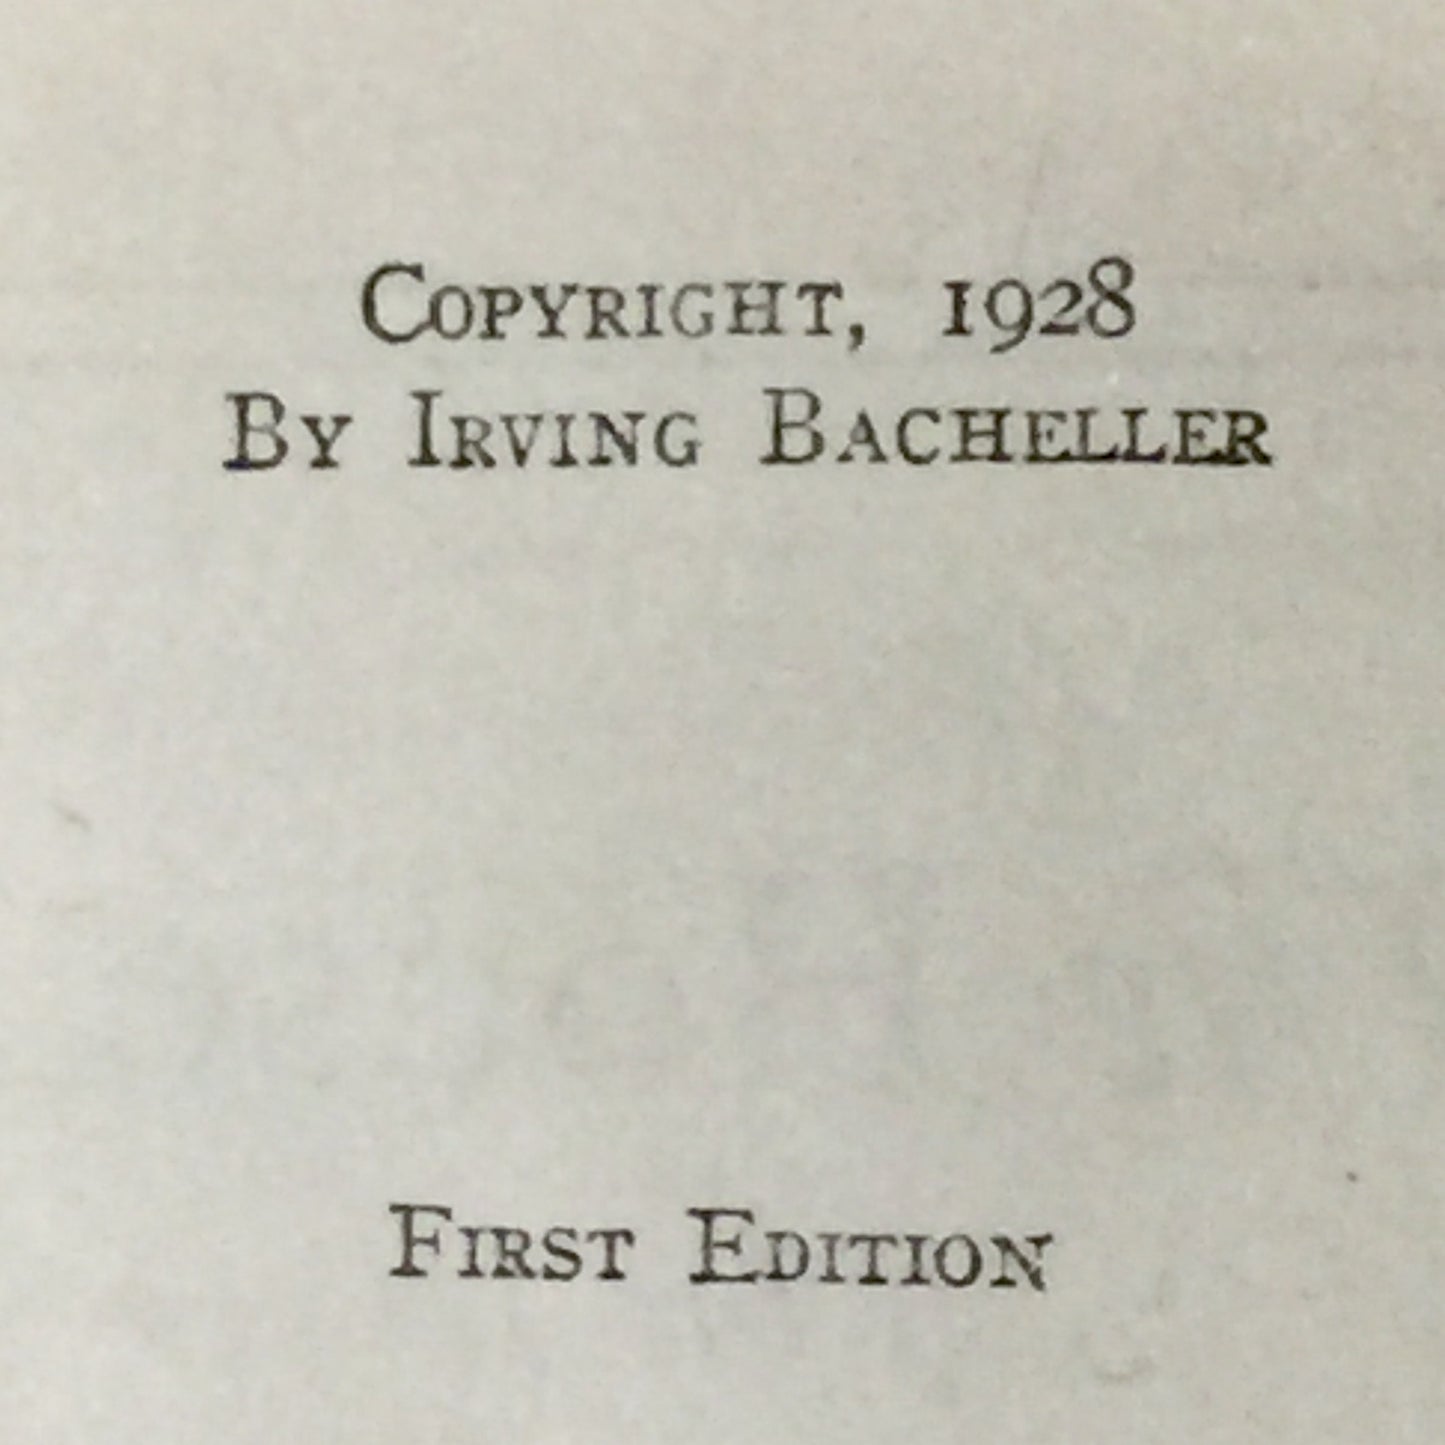 Copyright, 1928
By Irving Bacheller
First Edition